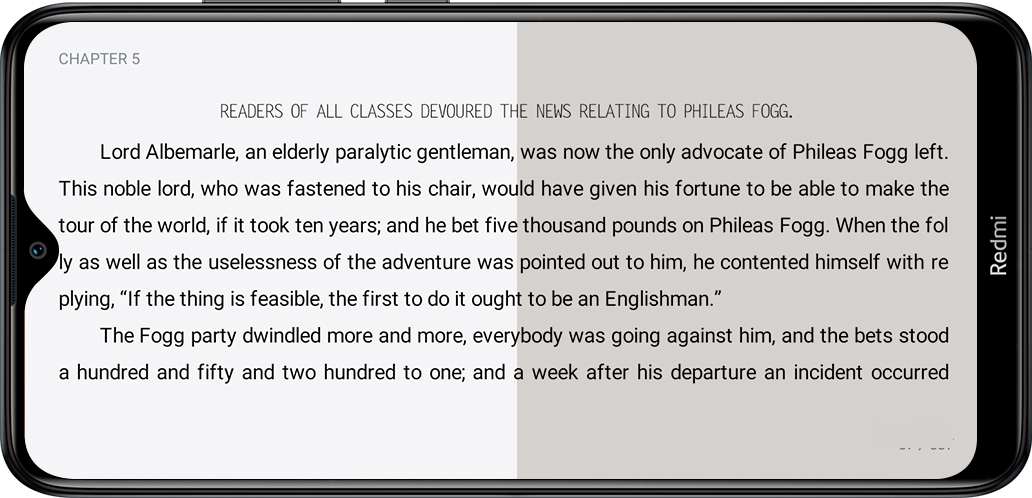 CHAPTER 5
READERS OF ALL CLASSES DEVOURED THE NEWS RELATING TO PHILEAS FOGG.
Lord Albemarle, an elderly paralytic gentleman, was now the only advocate of Phileas Fogg left.
This noble lord, who was fastened to his chair, would have given his fortune to be able to make the
tour of the world, if it took ten years; and he bet five thousand pounds on Phileas Fogg. When the fol
ly as well as the uselessness of the adventure was pointed out to him, he contented himself with re
plying, “If the thing is feasible, the first to do it ought to be an Englishman.”
The Fogg party dwindled more and more, everybody was going against him, and the bets stood
a hundred and fifty and two hundred to one; and a week after his departure an incident occurred
Redmi